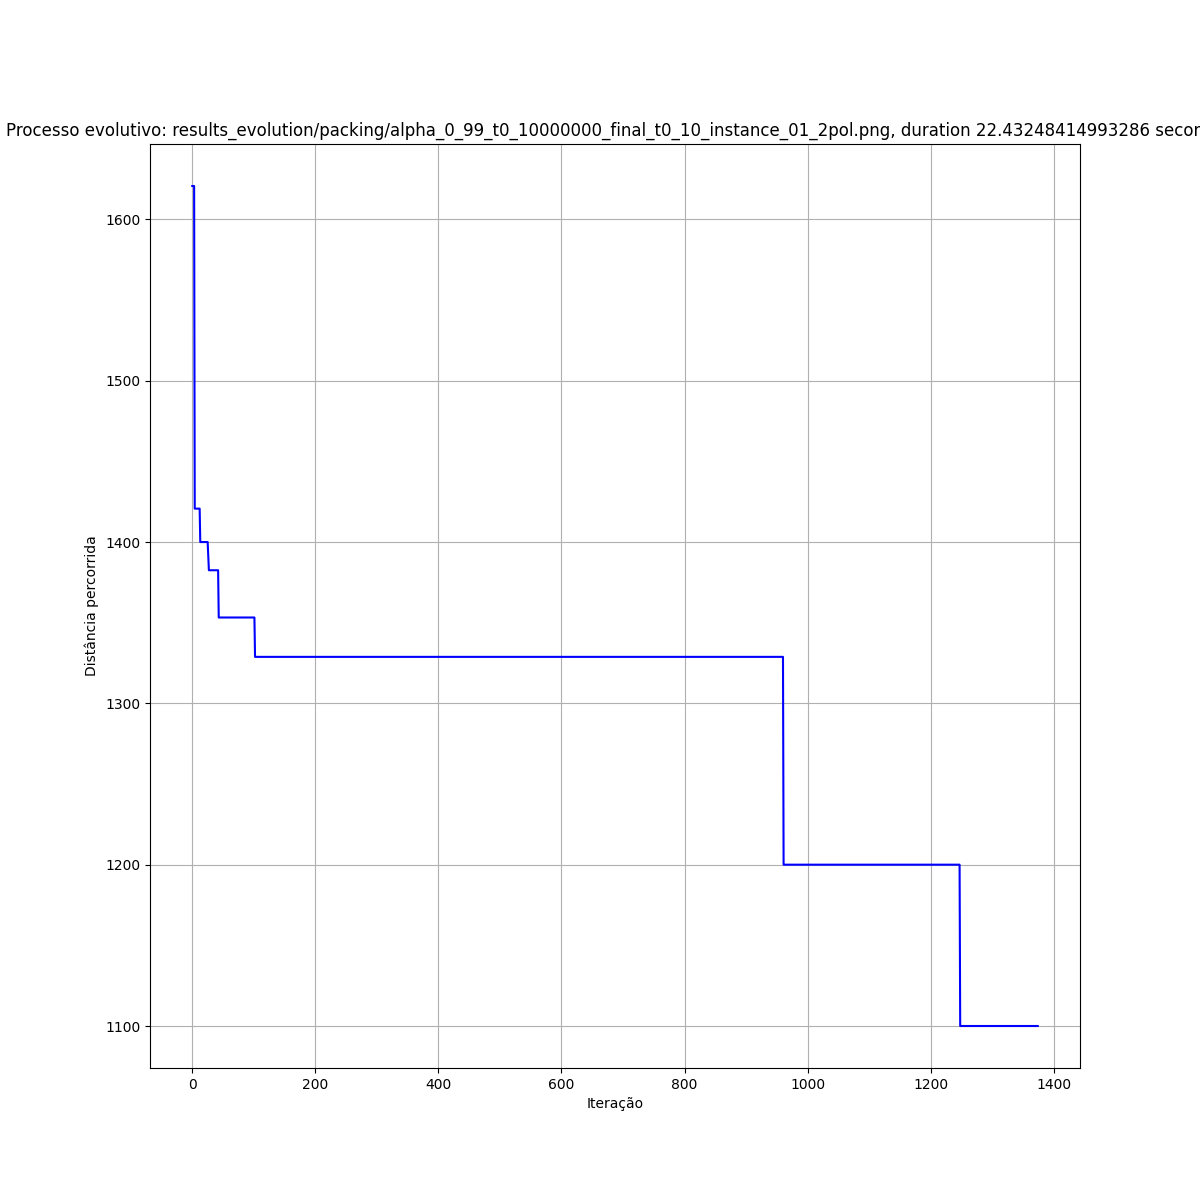 Processo evolutivo: results_evolution/packing/alpha_0_99_t0_10000000_final_t0_10_instance_01_2pol.png, duration 22.43248414993286 secor
1600
1500
1400
1300
1200
1100
Distância percorrida
0 200 400 600 800 1000 1200 1400
Iteração